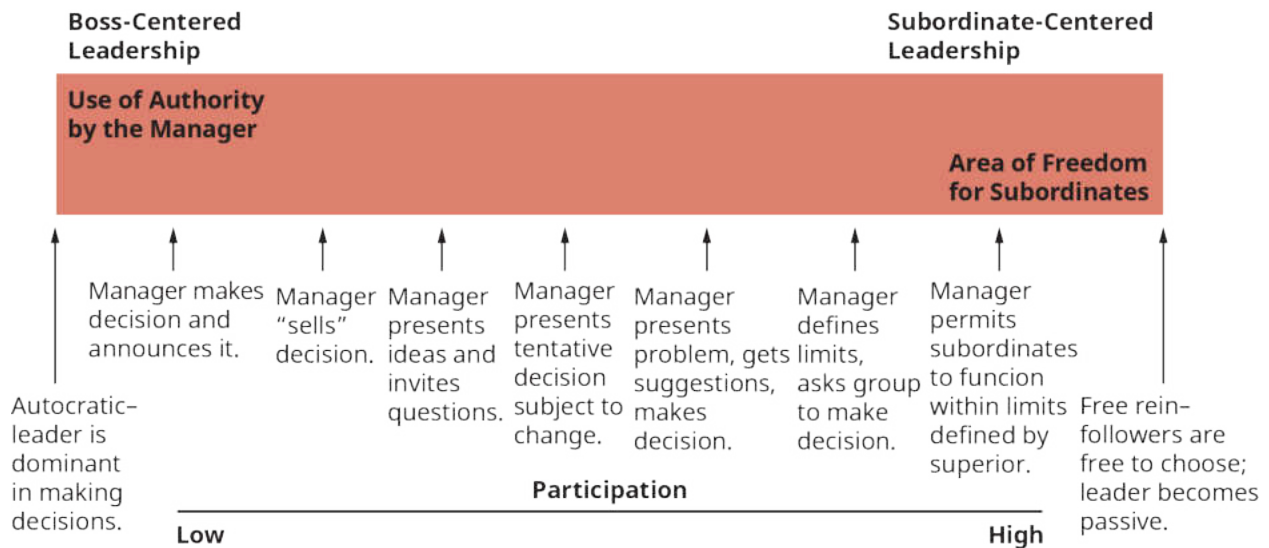 Boss-Centered
Leadership
Subordinate-Centered
Leadership
Use of Authority
by the Manager
Area of Freedom
for Subordinates
Autocratic–
leader is
dominant
in making
decisions.
Manager makes
decision and
announces it.
Manager
“sells”
decision.
Manager
presents
ideas and
invites
questions.
Manager
presents
tentative
decision
subject to
change.
Manager
presents
problem, gets
suggestions,
makes
decision.
Manager
defines
limits,
asks group
to make
decision.
Manager
permits
subordinates
to funcion
within limits
defined by
superior.
Free rein–
followers are
free to choose;
leader becomes
passive.
Participation
Low
High